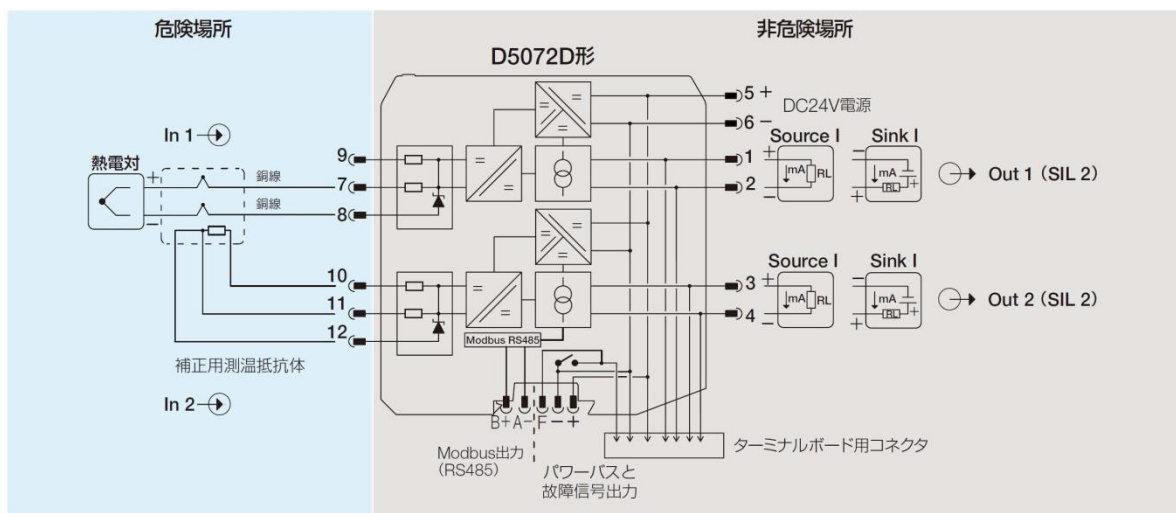 危険場所
非危険場所
D5072D形
5 +
DC24V電源
6 −
In 1
Source I
Sink I
熱電対
9
+
銅線
7
銅線
8
−
1
+
mA
RL
−
2
−
mA
RL
+
+
Out 1 (SIL 2)
Source I
Sink I
10
11
12
3
+
mA
RL
−
4
−
mA
RL
+
+
Out 2 (SIL 2)
Modbus RS485
補正用測温抵抗体
In 2
B+ A− F − +
ターミナルボード用コネクタ
Modbus出力
(RS485)
パワーバスと
故障信号出力